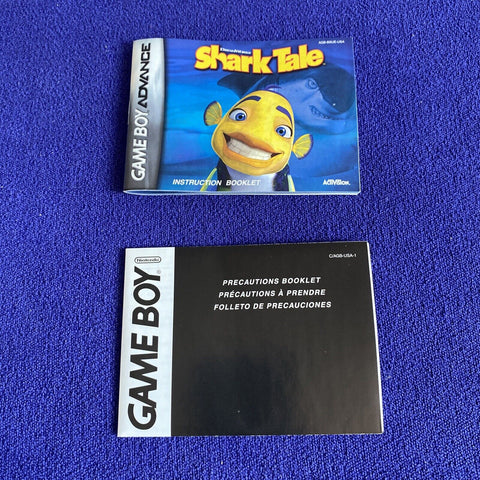 GAME BOY ADVANCE
AGB-BHUE-USA
DreamWorks
Shark Tale
INSTRUCTION BOOKLET
ACTIVISION
Nintendo
GAME BOY
C/AGB-USA-1
PRECAUTIONS BOOKLET
PRÉCAUTIONS À PRENDRE
FOLLETO DE PRECAUCIONES